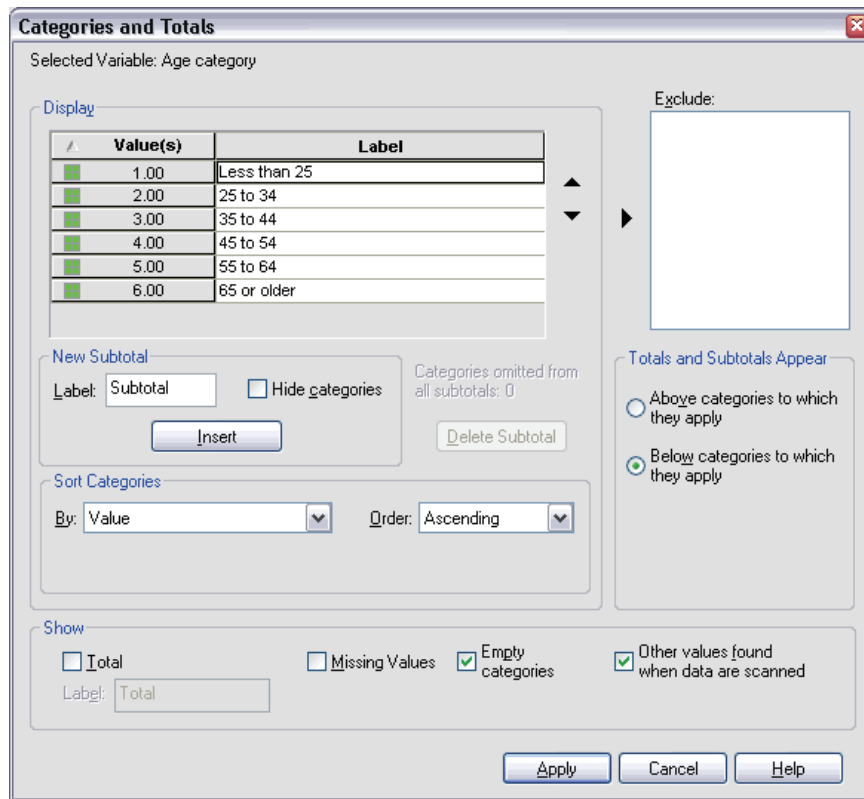 Categories and Totals
Selected Variable: Age category
Display
Value(s) Label
1.00 Less than 25
2.00 25 to 34
3.00 35 to 44
4.00 45 to 54
5.00 55 to 64
6.00 65 or older
Exclude:
New Subtotal
Label: Subtotal
Hide categories
Insert
Categories omitted from
all subtotals: 0
Delete Subtotal
Totals and Subtotals Appear
Above categories to which
they apply
Below categories to which
they apply
Sort Categories
By: Value Order: Ascending
Show
Total
Label: Total
Missing Values
Empty
categories
Other values found
when data are scanned
Apply Cancel Help